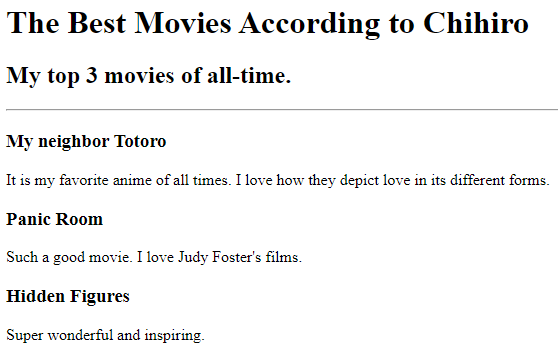 The Best Movies According to Chihiro
My top 3 movies of all-time.
My neighbor Totoro
It is my favorite anime of all times. I love how they depict love in its different forms.
Panic Room
Such a good movie. I love Judy Foster's films.
Hidden Figures
Super wonderful and inspiring.